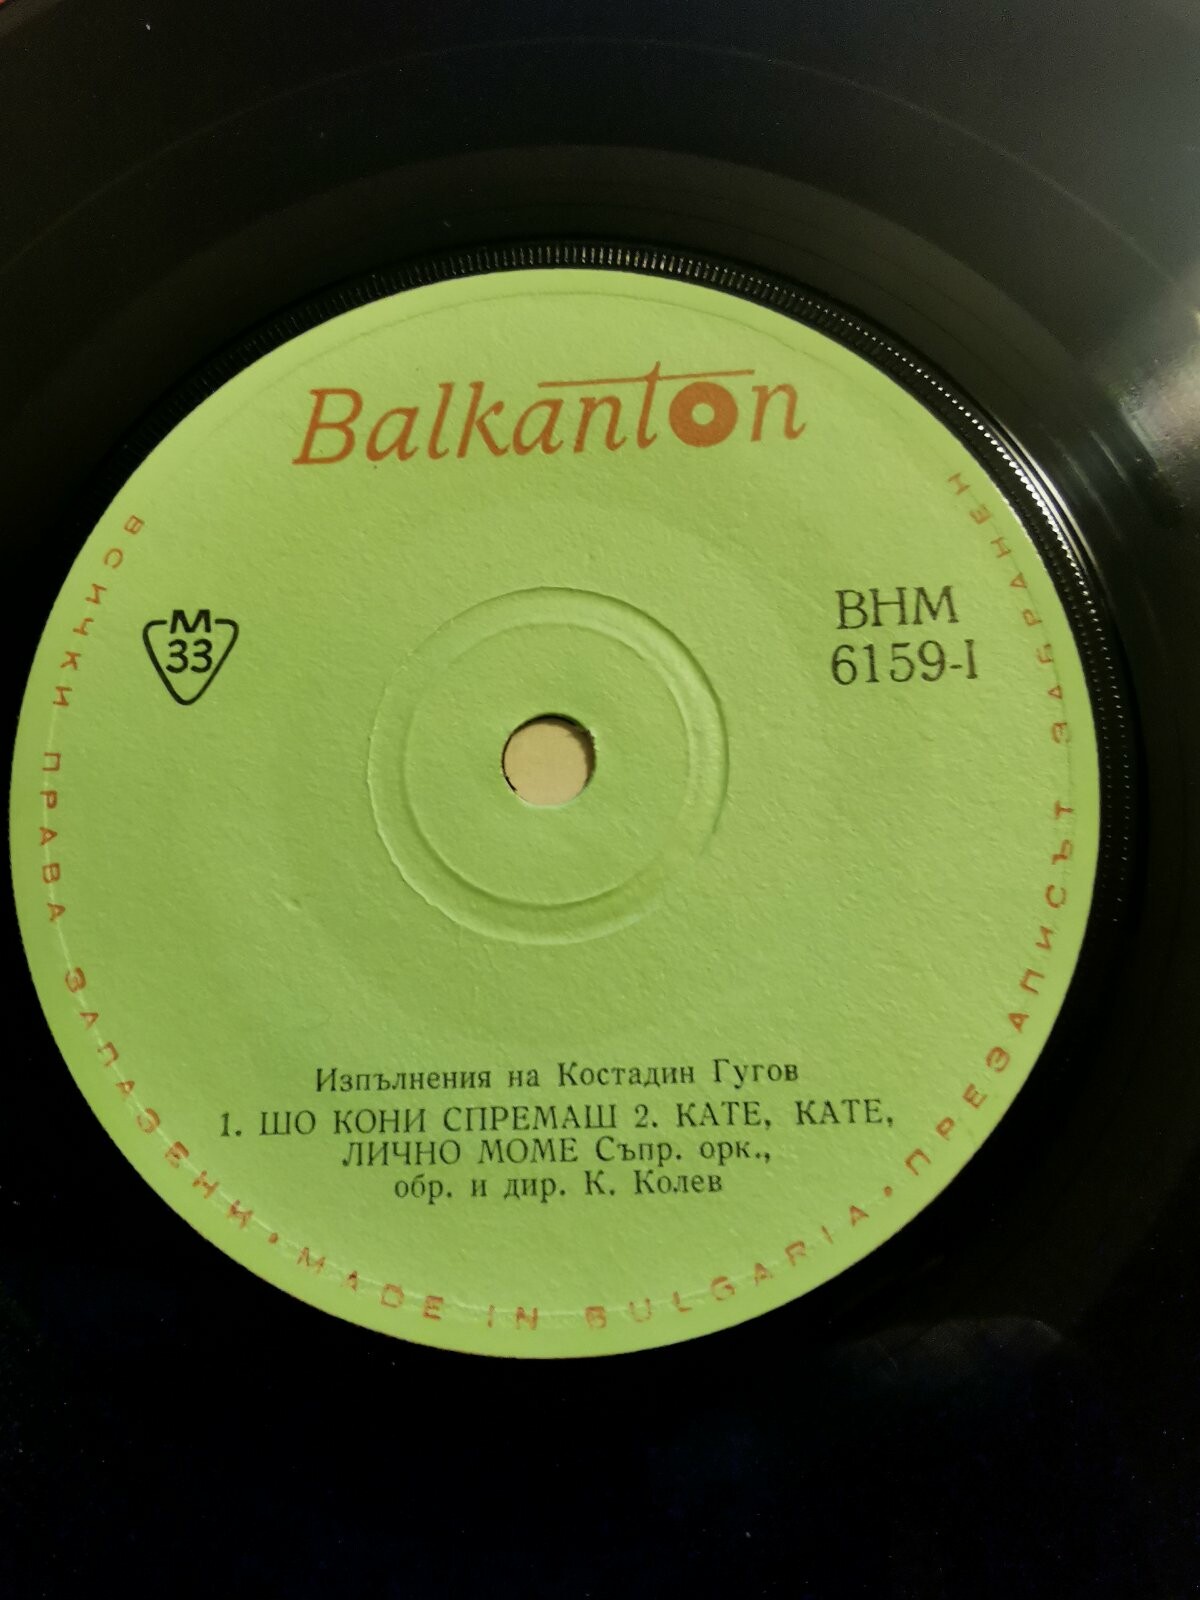 Balkanton
М
33
ВНМ
6159-I
Изпълнения на Костадин Гугов
1. ШО КОНИ СПРЕМАШ 2. КАТЕ, КАТЕ,
ЛИЧНО МОМЕ Съпр. орк.,
обр. и дир. К. Колев
ВСИЧКИ ПРАВА ЗАПАЗЕНИ • MADE IN BULGARIA • ПРЕЗАПИСЪТ ЗАБРАНЕН